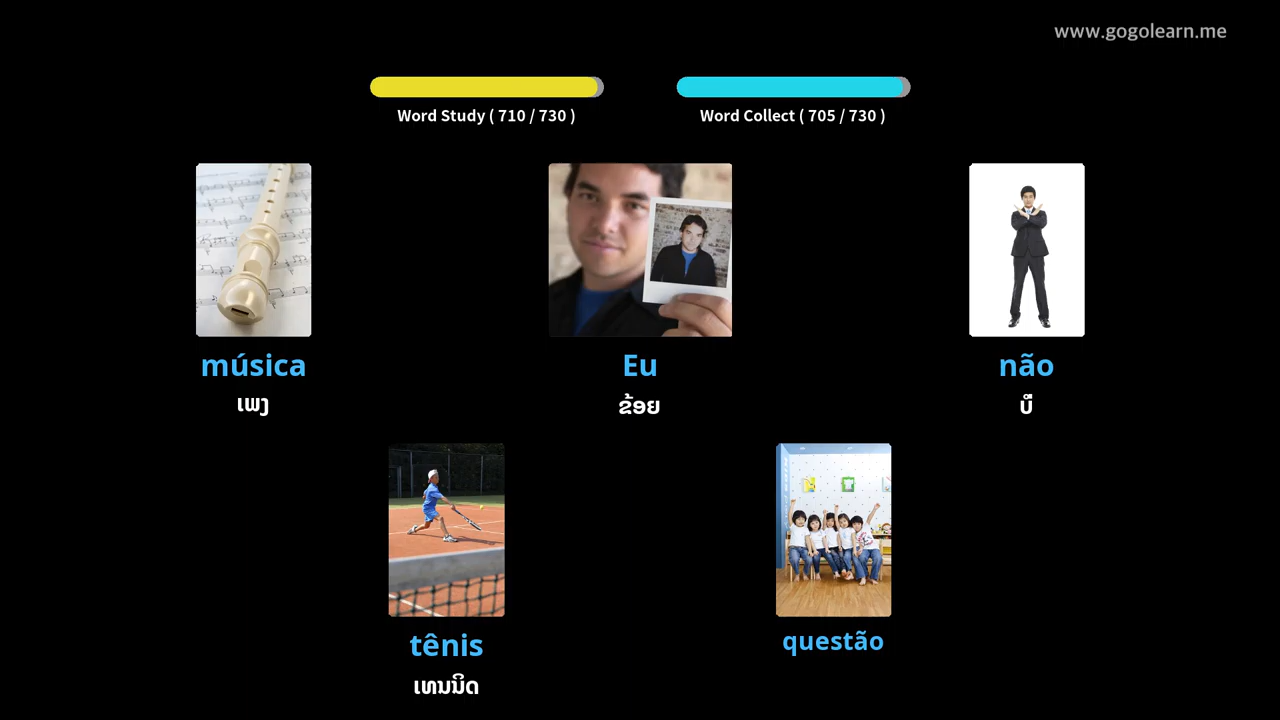 www.gogolearn.me
Word Study ( 710 / 730 )
Word Collect ( 705 / 730 )
música
ເພງ
Eu
ຂ້ອຍ
não
ບໍ່
tênis
ເທນນິດ
questão